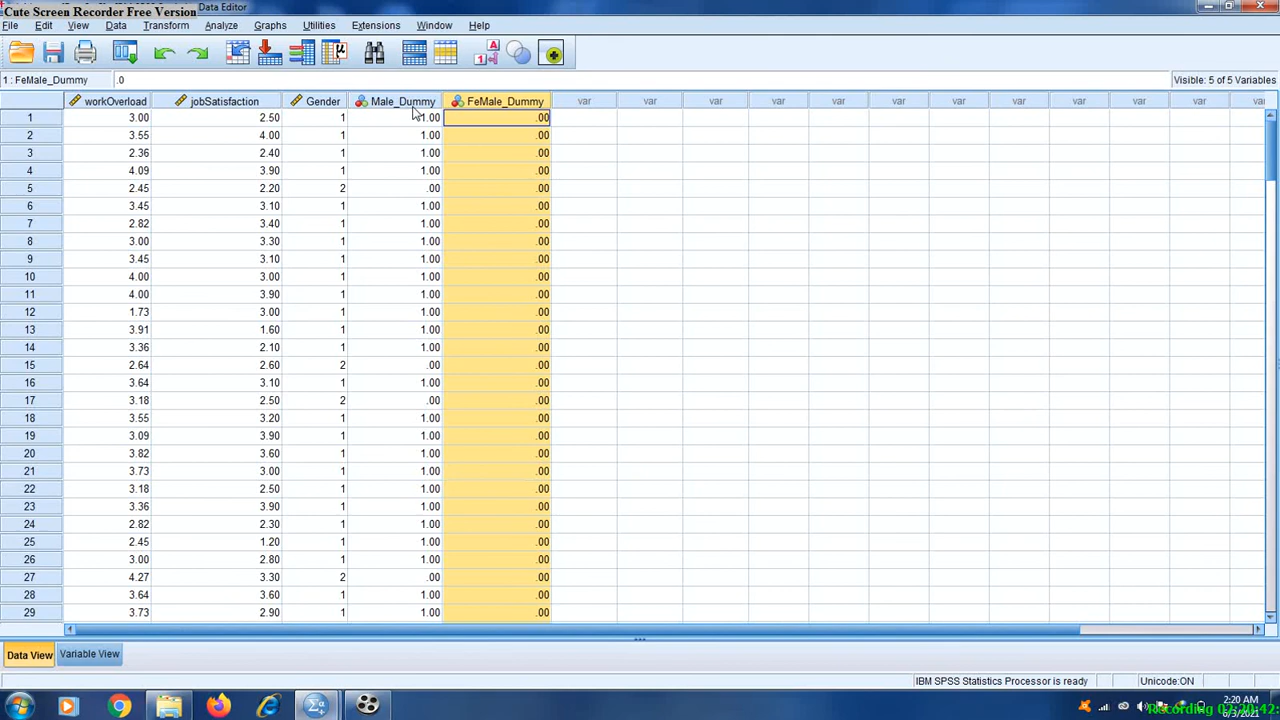 Cute Screen Recorder Free Version Data Editor
File Edit View Data Transform Analyze Graphs Utilities Extensions Window Help
1 : FeMale_Dummy .0 Visible: 5 of 5 Variables
workOverload jobSatisfaction Gender Male_Dummy FeMale_Dummy var var var var var var var var var var var
1 3.00 2.50 1 1.00 .00
2 3.55 4.00 1 1.00 .00
3 2.36 2.40 1 1.00 .00
4 4.09 3.90 1 1.00 .00
5 2.45 2.20 2 .00 .00
6 3.45 3.10 1 1.00 .00
7 2.82 3.40 1 1.00 .00
8 3.00 3.30 1 1.00 .00
9 3.45 3.10 1 1.00 .00
10 4.00 3.00 1 1.00 .00
11 4.00 3.90 1 1.00 .00
12 1.73 3.00 1 1.00 .00
13 3.91 1.60 1 1.00 .00
14 3.36 2.10 1 1.00 .00
15 2.64 2.60 2 .00 .00
16 3.64 3.10 1 1.00 .00
17 3.18 2.50 2 .00 .00
18 3.55 3.20 1 1.00 .00
19 3.09 3.90 1 1.00 .00
20 3.82 3.60 1 1.00 .00
21 3.73 3.00 1 1.00 .00
22 3.18 2.50 1 1.00 .00
23 3.36 3.90 1 1.00 .00
24 2.82 2.30 1 1.00 .00
25 2.45 1.20 1 1.00 .00
26 3.00 2.80 1 1.00 .00
27 4.27 3.30 2 .00 .00
28 3.64 3.60 1 1.00 .00
29 3.73 2.90 1 1.00 .00
Data View Variable View
IBM SPSS Statistics Processor is ready Unicode:ON
2:20 AM
6/3/2021